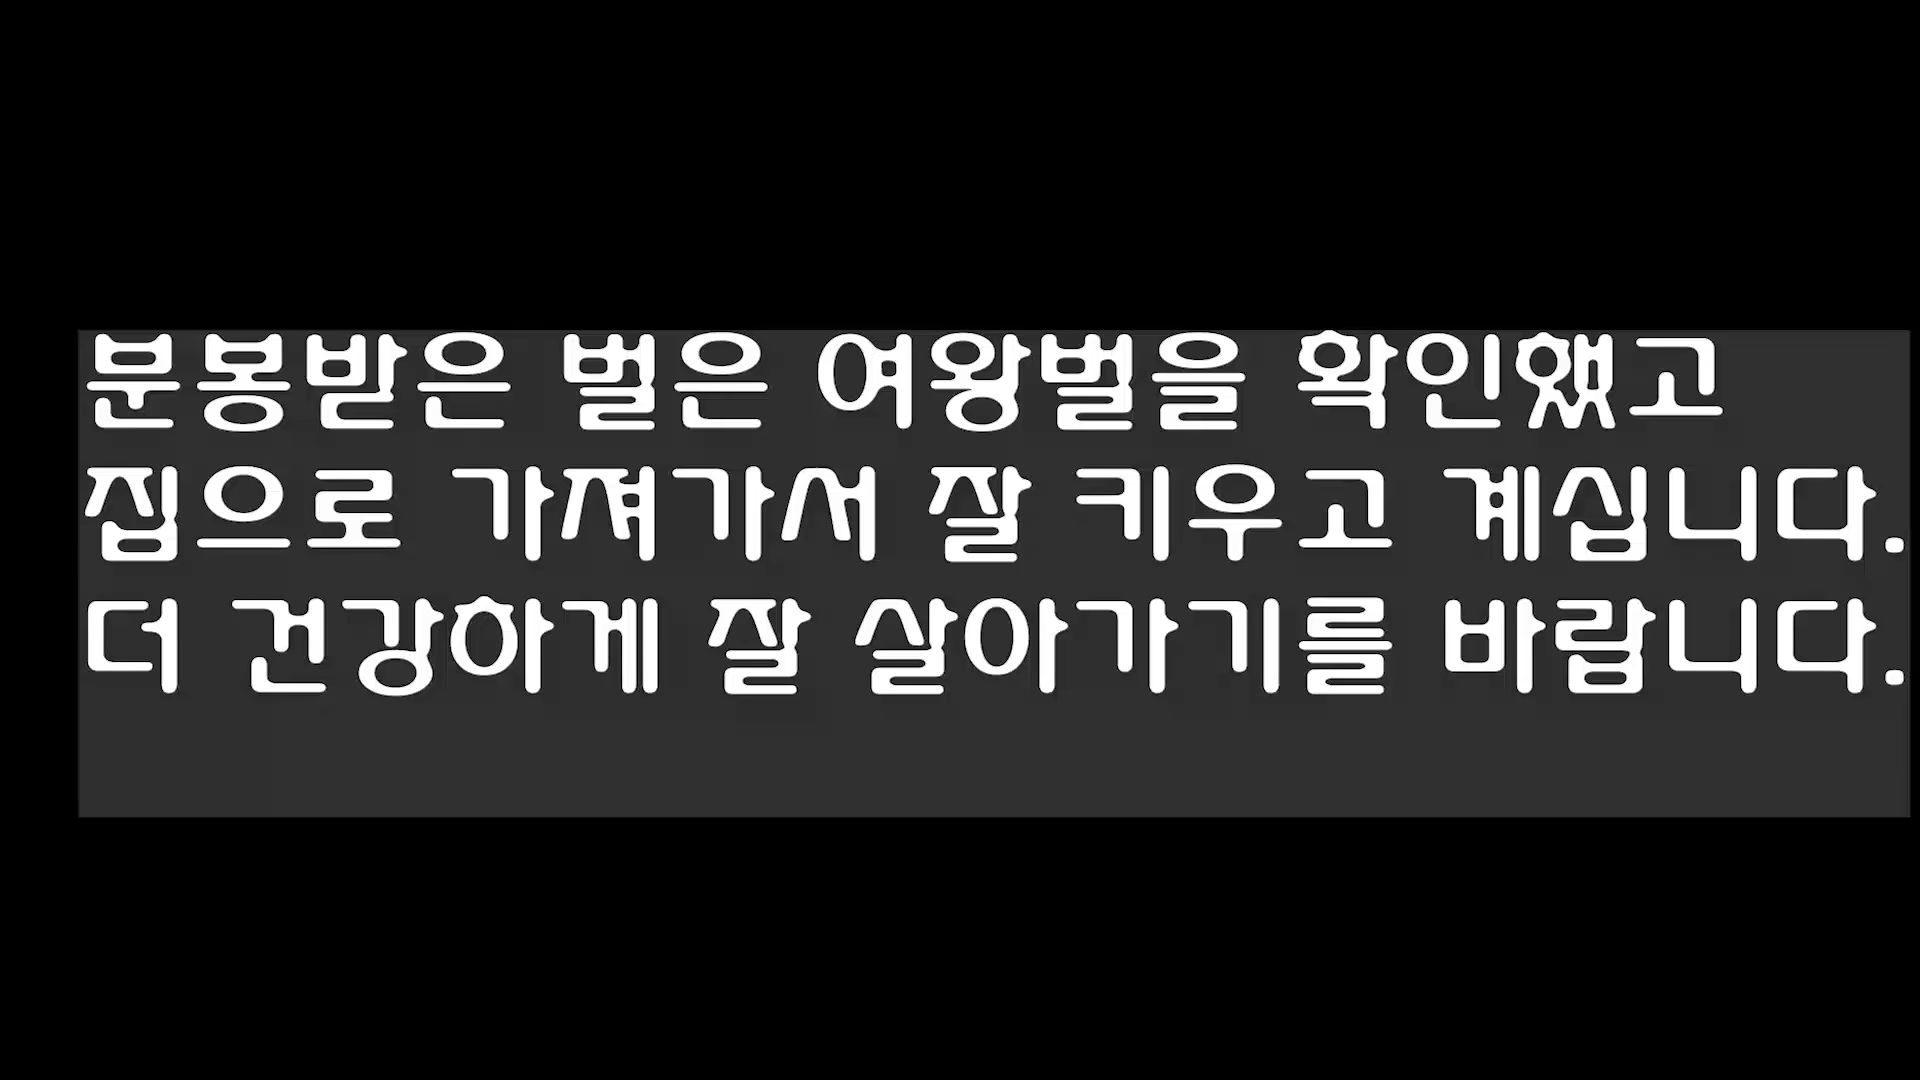 분봉받은 벌은 여왕벌을 확인했고
집으로 가져가서 잘 키우고 계십니다.
더 건강하게 잘 살아가기를 바랍니다.